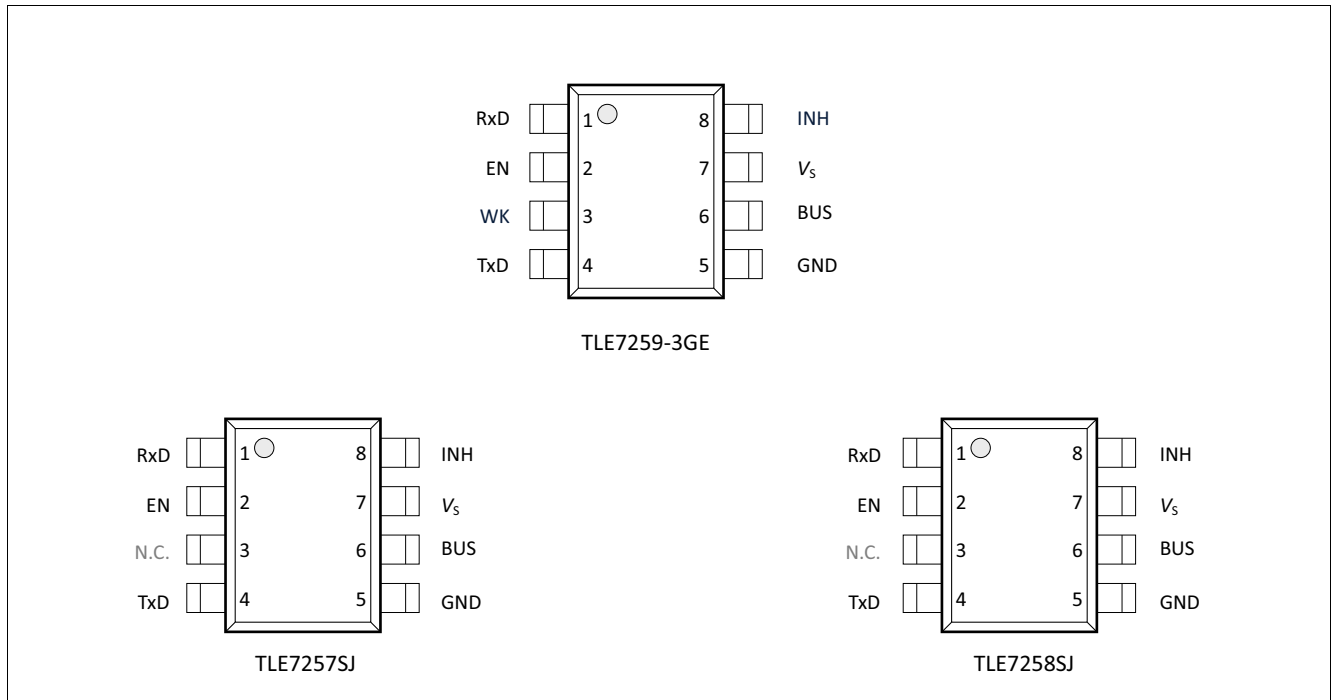 RxD 1 8 INH
EN 2 7 VS
WK 3 6 BUS
TxD 4 5 GND
TLE7259-3GE
RxD 1 8 INH
EN 2 7 VS
N.C. 3 6 BUS
TxD 4 5 GND
TLE7257SJ
RxD 1 8 INH
EN 2 7 VS
N.C. 3 6 BUS
TxD 4 5 GND
TLE7258SJ